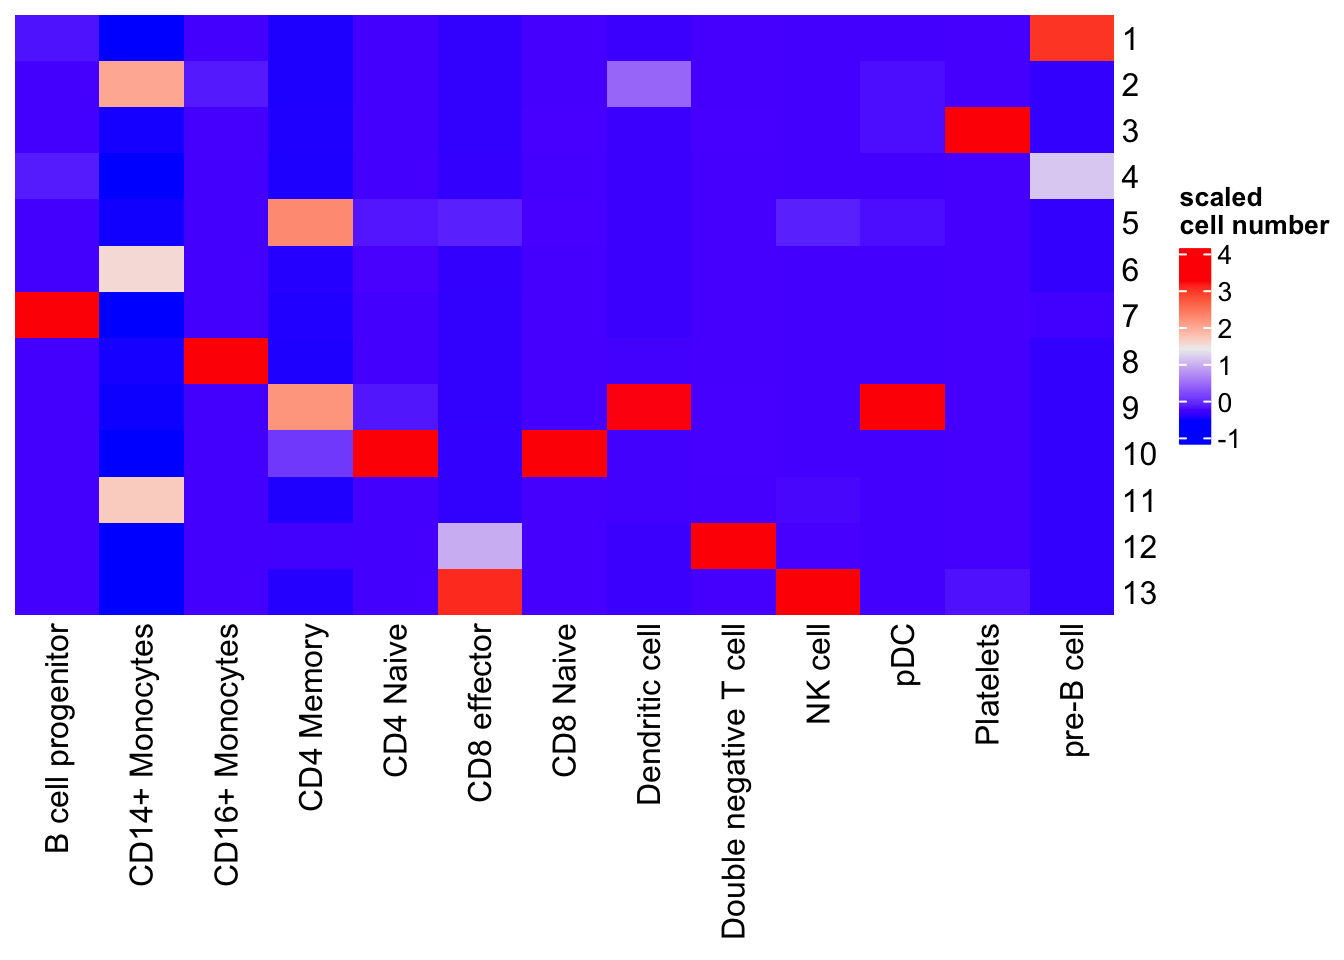 1
2
3
4
5
6
7
8
9
10
11
12
13
scaled
cell number
4
3
2
1
0
-1
B cell progenitor
CD14+ Monocytes
CD16+ Monocytes
CD4 Memory
CD4 Naive
CD8 effector
CD8 Naive
Dendritic cell
Double negative T cell
NK cell
pDC
Platelets
pre-B cell